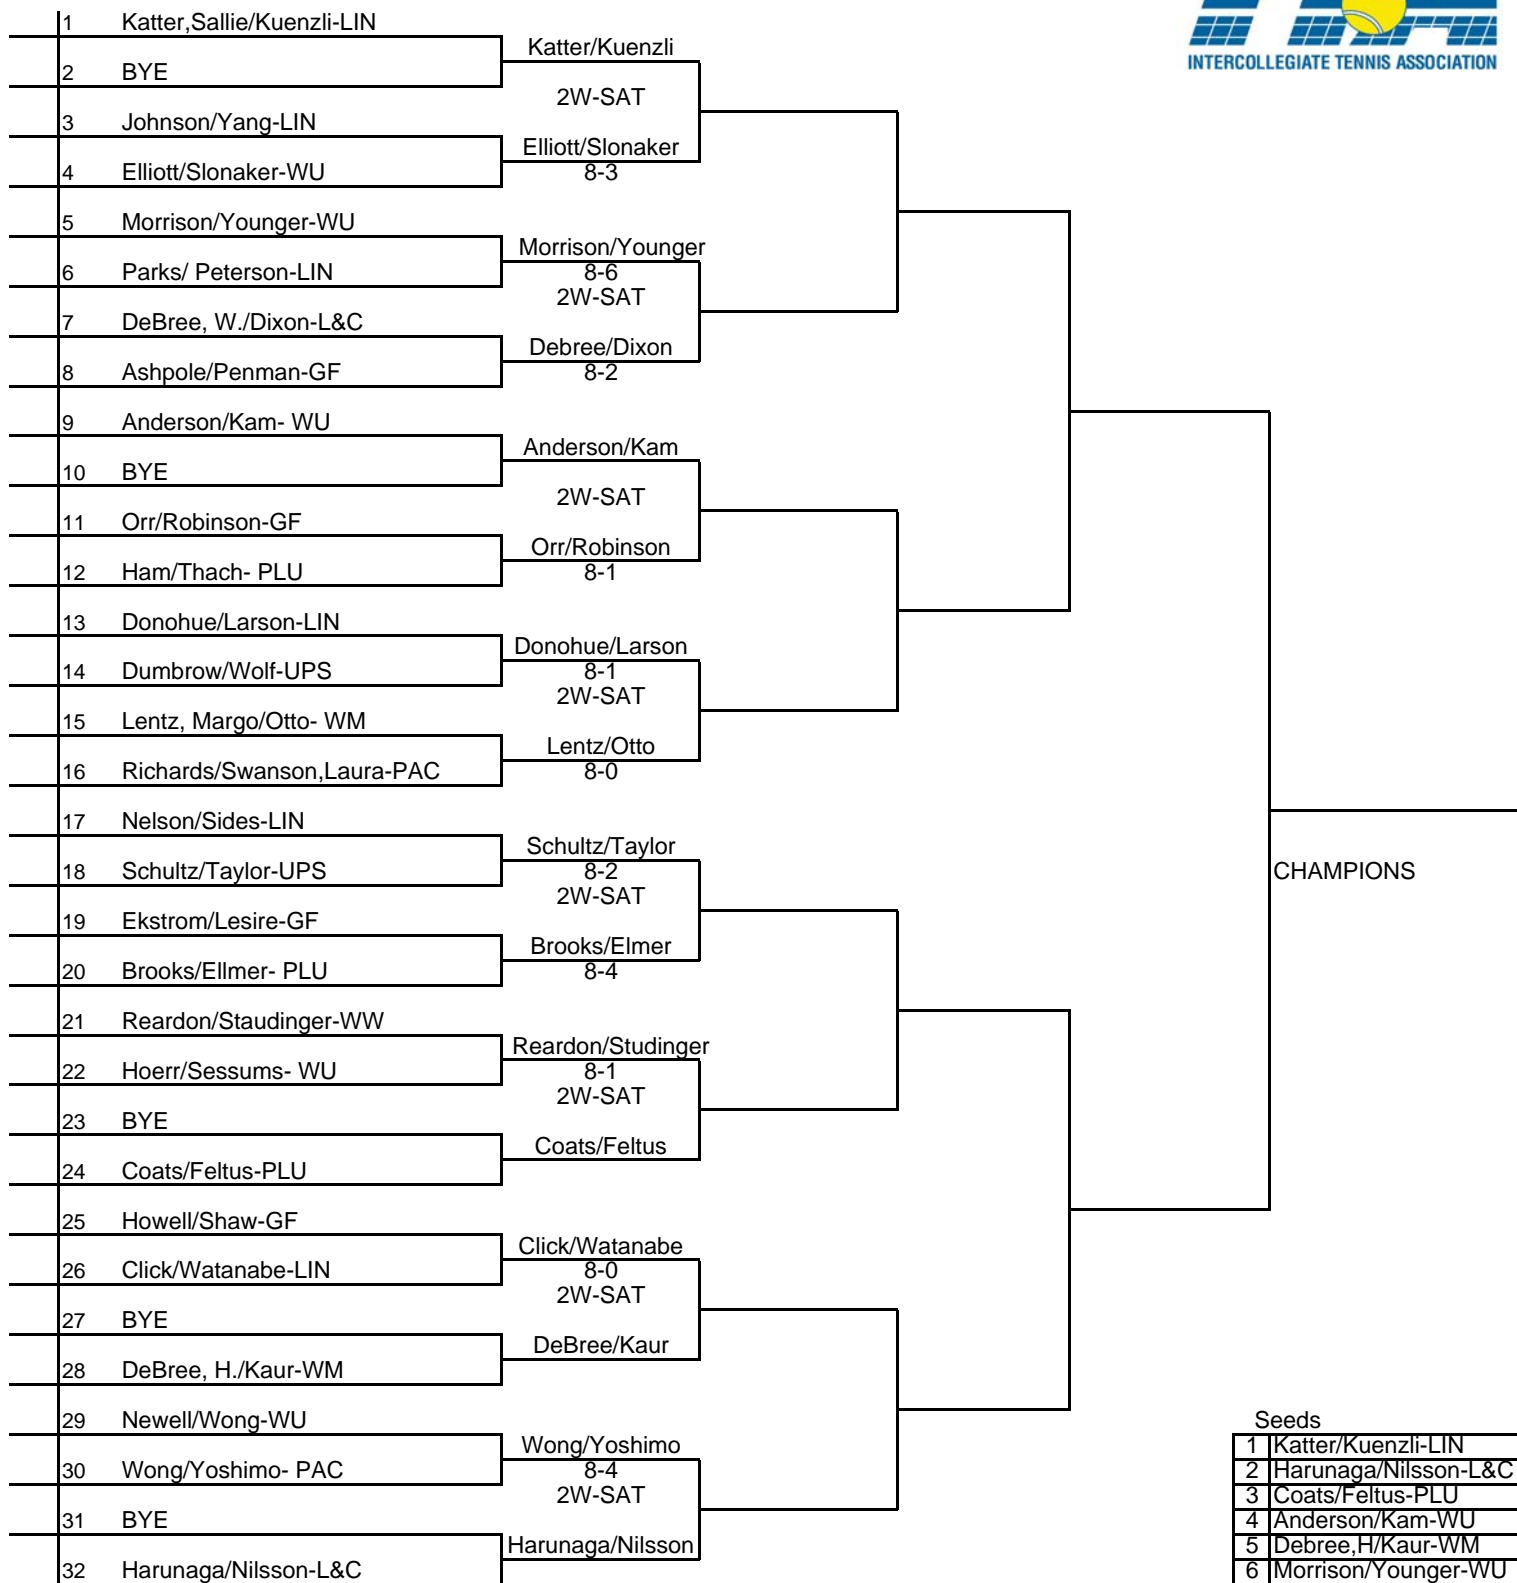 INTERCOLLEGIATE TENNIS ASSOCIATION
1 Katter,Sallie/Kuenzli-LIN
Katter/Kuenzli
2 BYE
2W-SAT
3 Johnson/Yang-LIN
Elliott/Slonaker
4 Elliott/Slonaker-WU
8-3
5 Morrison/Younger-WU
Morrison/Younger
6 Parks/ Peterson-LIN
8-6
2W-SAT
7 DeBree, W./Dixon-L&C
Debree/Dixon
8 Ashpole/Penman-GF
8-2
9 Anderson/Kam- WU
Anderson/Kam
10 BYE
2W-SAT
11 Orr/Robinson-GF
Orr/Robinson
12 Ham/Thach- PLU
8-1
13 Donohue/Larson-LIN
Donohue/Larson
14 Dumbrow/Wolf-UPS
8-1
2W-SAT
15 Lentz, Margo/Otto- WM
Lentz/Otto
16 Richards/Swanson,Laura-PAC
8-0
17 Nelson/Sides-LIN
Schultz/Taylor
18 Schultz/Taylor-UPS
8-2
CHAMPIONS
2W-SAT
19 Ekstrom/Lesire-GF
Brooks/Elmer
20 Brooks/Ellmer- PLU
8-4
21 Reardon/Staudinger-WW
Reardon/Studinger
22 Hoerr/Sessums- WU
8-1
2W-SAT
23 BYE
Coats/Feltus
24 Coats/Feltus-PLU
25 Howell/Shaw-GF
Click/Watanabe
26 Click/Watanabe-LIN
8-0
2W-SAT
27 BYE
DeBree/Kaur
28 DeBree, H./Kaur-WM
29 Newell/Wong-WU
Wong/Yoshimo
30 Wong/Yoshimo- PAC
8-4
2W-SAT
31 BYE
Harunaga/Nilsson
32 Harunaga/Nilsson-L&C
Seeds
1 Katter/Kuenzli-LIN
2 Harunaga/Nilsson-L&C
3 Coats/Feltus-PLU
4 Anderson/Kam-WU
5 Debree,H/Kaur-WM
6 Morrison/Younger-WU